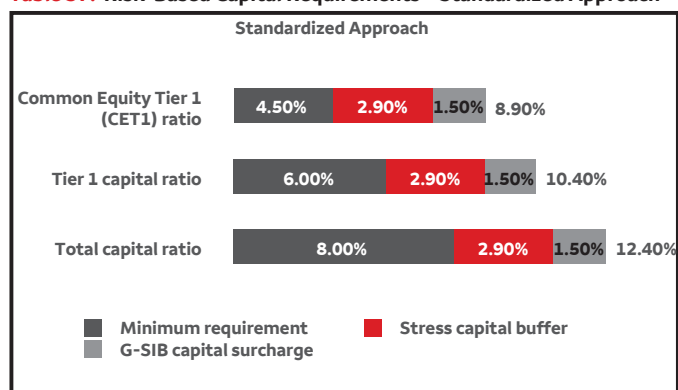 Standardized Approach
Common Equity Tier 1
(CET1) ratio
4.50% 2.90% 1.50% 8.90%
Tier 1 capital ratio
6.00% 2.90% 1.50% 10.40%
Total capital ratio
8.00% 2.90% 1.50% 12.40%
Minimum requirement
Stress capital buffer
G-SIB capital surcharge